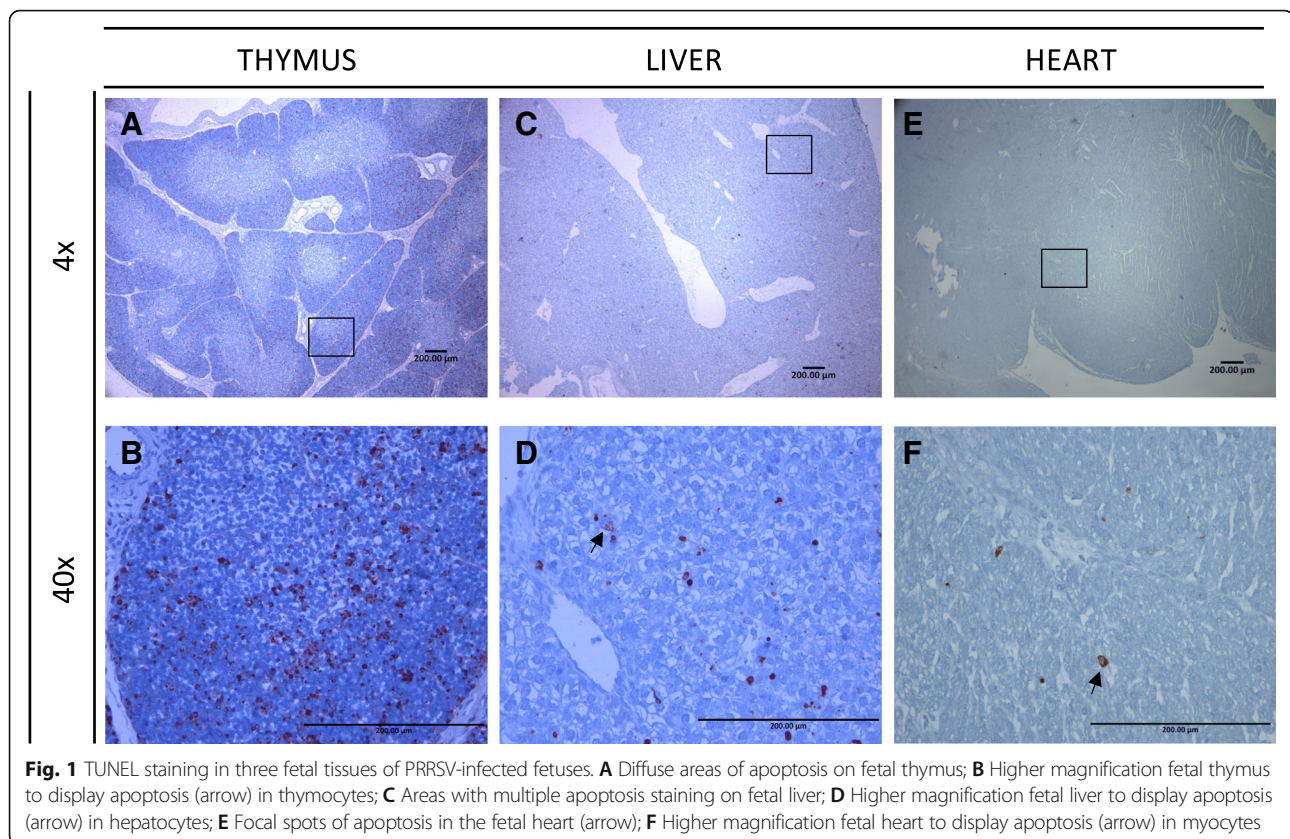 THYMUS LIVER HEART
4x
A C E
200.00 µm 200.00 µm 200.00 µm
40x
B D F
200.00 µm 200.00 µm 200.00 µm
Fig. 1 TUNEL staining in three fetal tissues of PRRSV-infected fetuses. A Diffuse areas of apoptosis on fetal thymus; B Higher magnification fetal thymus
to display apoptosis (arrow) in thymocytes; C Areas with multiple apoptosis staining on fetal liver; D Higher magnification fetal liver to display apoptosis
(arrow) in hepatocytes; E Focal spots of apoptosis in the fetal heart (arrow); F Higher magnification fetal heart to display apoptosis (arrow) in myocytes